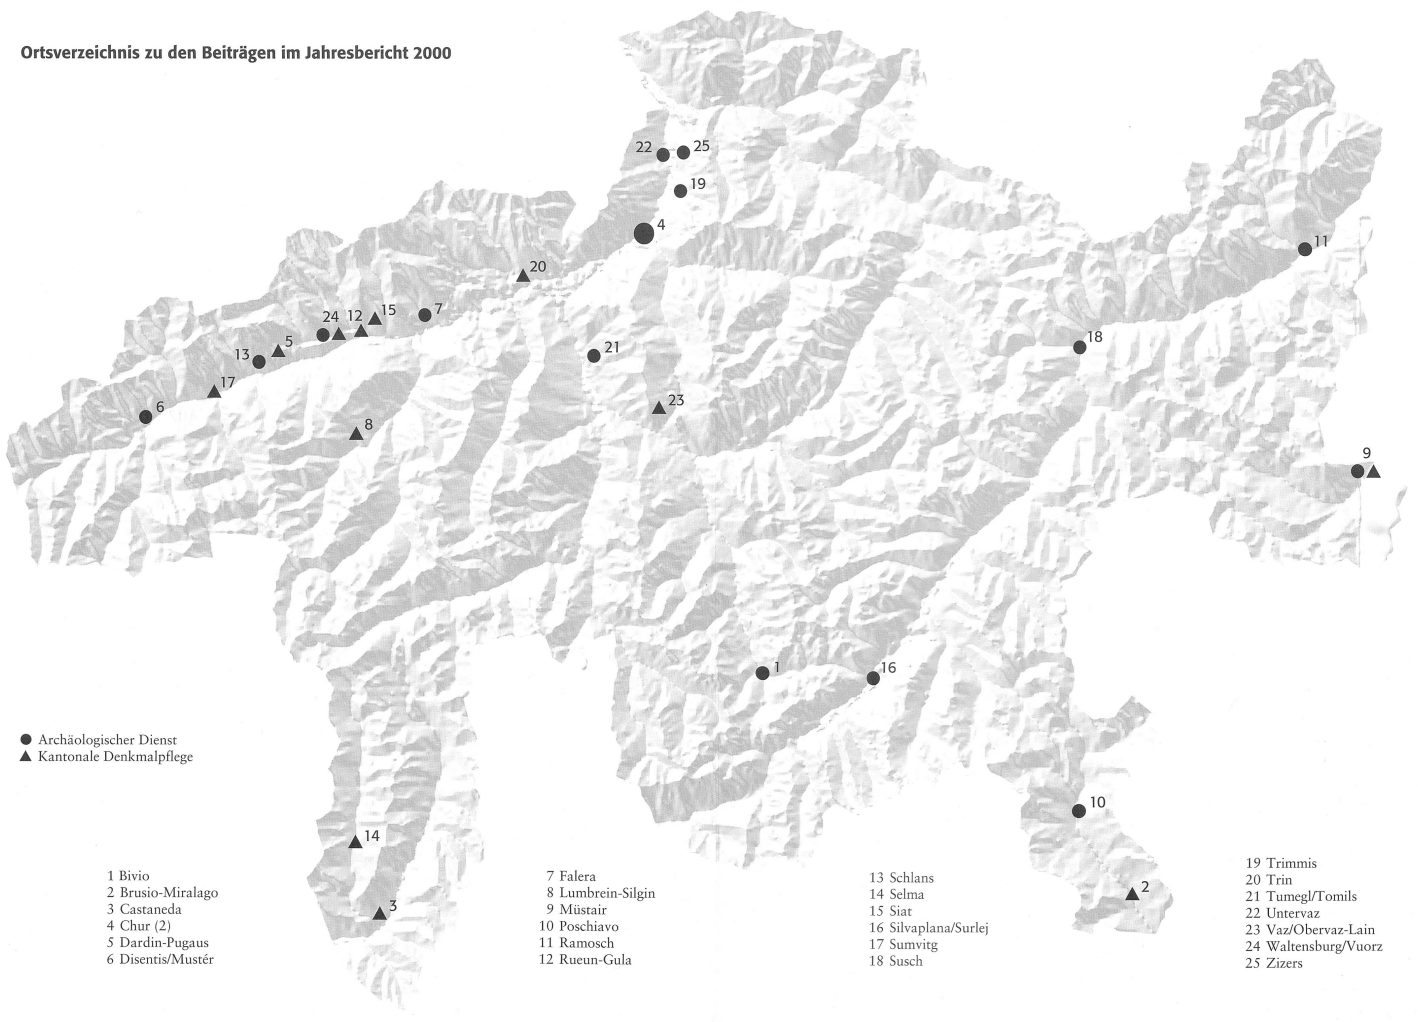 Ortsverzeichnis zu den Beiträgen im Jahresbericht 2000
22
25
19
4
11
20
7
15
12
24
5
13
17
6
21
18
23
8
9
1
16
10
14
3
2
Archäologischer Dienst
Kantonale Denkmalpflege
1 Bivio
2 Brusio-Miralago
3 Castaneda
4 Chur (2)
5 Dardin-Pugaus
6 Disentis/Mustér
7 Falera
8 Lumbrein-Silgin
9 Müstair
10 Poschiavo
11 Ramosch
12 Rueun-Gula
13 Schlans
14 Selma
15 Siat
16 Silvaplana/Surlej
17 Sumvitg
18 Susch
19 Trimmis
20 Trin
21 Tumegl/Tomils
22 Untervaz
23 Vaz/Obervaz-Lain
24 Waltensburg/Vuorz
25 Zizers